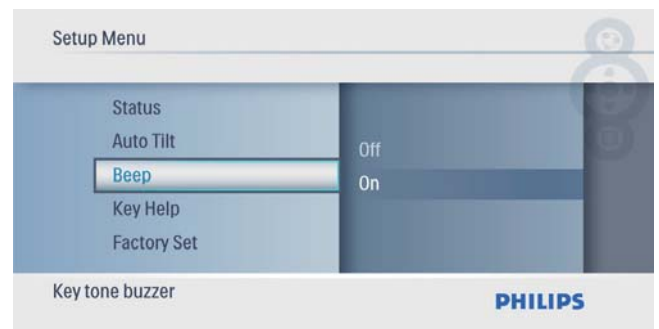 Setup Menu
Status
Auto Tilt
Beep
Key Help
Factory Set
Off
On
Key tone buzzer
PHILIPS